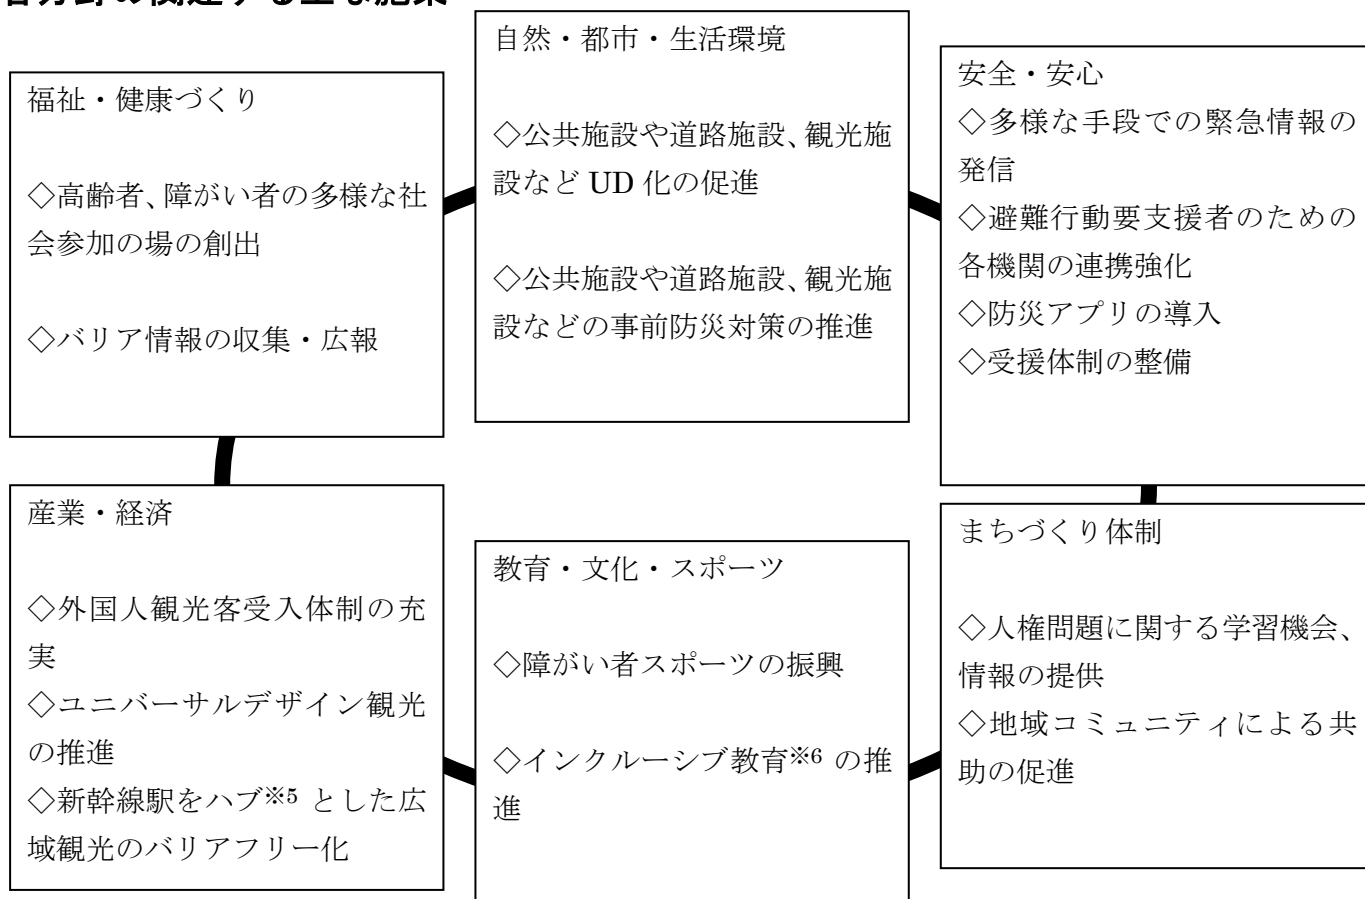 各分野の関連する主な施策
福祉・健康づくり
◇高齢者、障がい者の多様な社
会参加の場の創出
◇バリア情報の収集・広報
自然・都市・生活環境
◇公共施設や道路施設、観光施
設など UD 化の促進
◇公共施設や道路施設、観光施
設などの事前防災対策の推進
安全・安心
◇多様な手段での緊急情報の
発信
◇避難行動要支援者のための
各機関の連携強化
◇防災アプリの導入
◇受援体制の整備
産業・経済
◇外国人観光客受入体制の充
実
◇ユニバーサルデザイン観光
の推進
◇新幹線駅をハブ※5 とした広
域観光のバリアフリー化
教育・文化・スポーツ
◇障がい者スポーツの振興
◇インクルーシブ教育※6 の推
進
まちづくり体制
◇人権問題に関する学習機会、
情報の提供
◇地域コミュニティによる共
助の促進